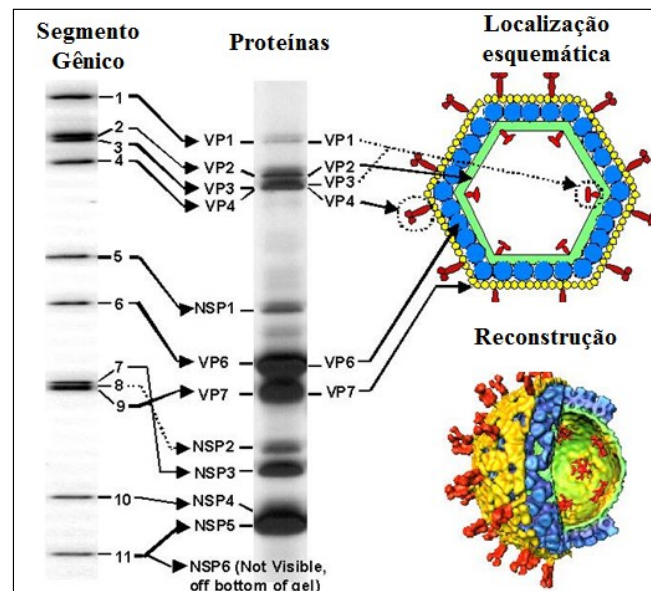 Segmento
Gênico
Proteínas
Localização
esquemática
1
2
3
4
5
6
7
8
9
10
11
VP1
VP2
VP3
VP4
NSP1
VP6
VP7
NSP2
NSP3
NSP4
NSP5
NSP6 (Not Visible,
off bottom of gel)
VP1
VP2
VP3
VP4
VP6
VP7
Reconstrução